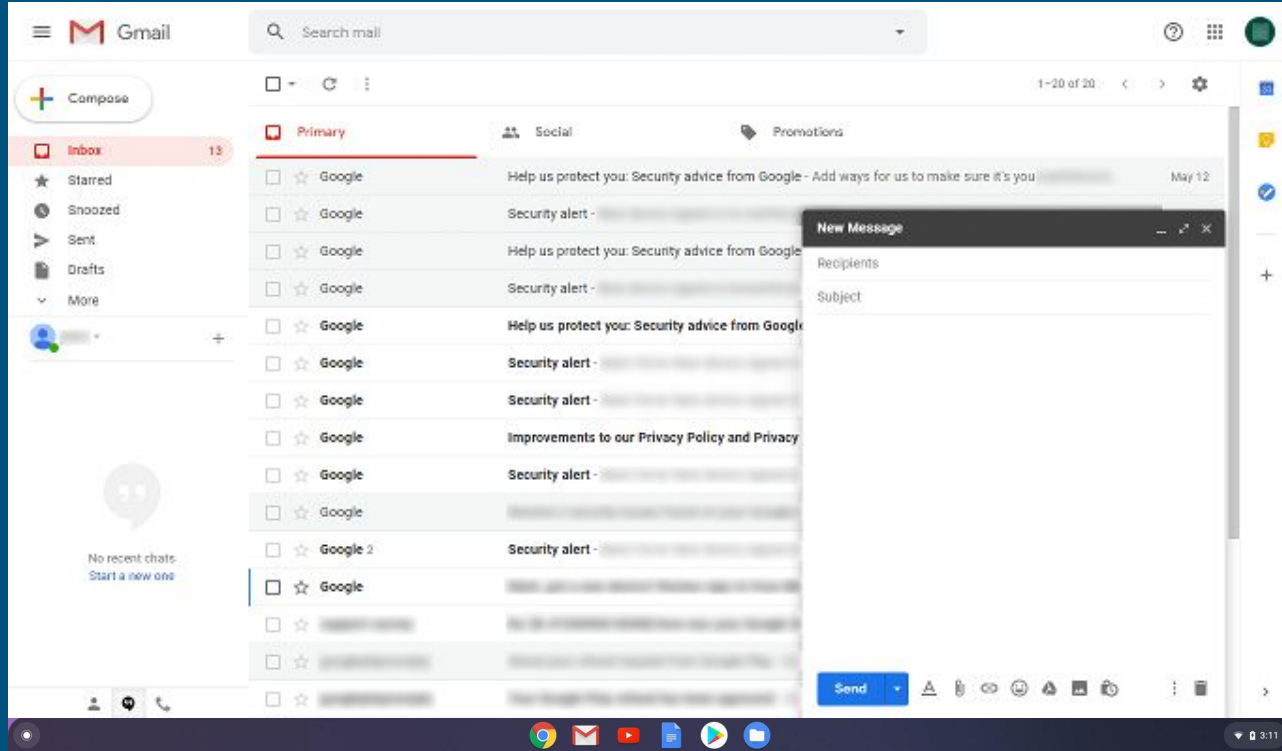 Gmail
Search mail
Compose
1–20 of 20
Primary
Social
Promotions
Inbox 13
Starred
Snoozed
Sent
Drafts
More
No recent chats
Start a new one
Google Help us protect you: Security advice from Google - Add ways for us to make sure it's you May 12
Google Security alert -
Google Help us protect you: Security advice from Google
Google Security alert -
Google Help us protect you: Security advice from Google
Google Security alert -
Google Security alert -
Google Improvements to our Privacy Policy and Privacy
Google Security alert -
Google
Google 2 Security alert -
Google
New Message
Recipients
Subject
Send
3:11